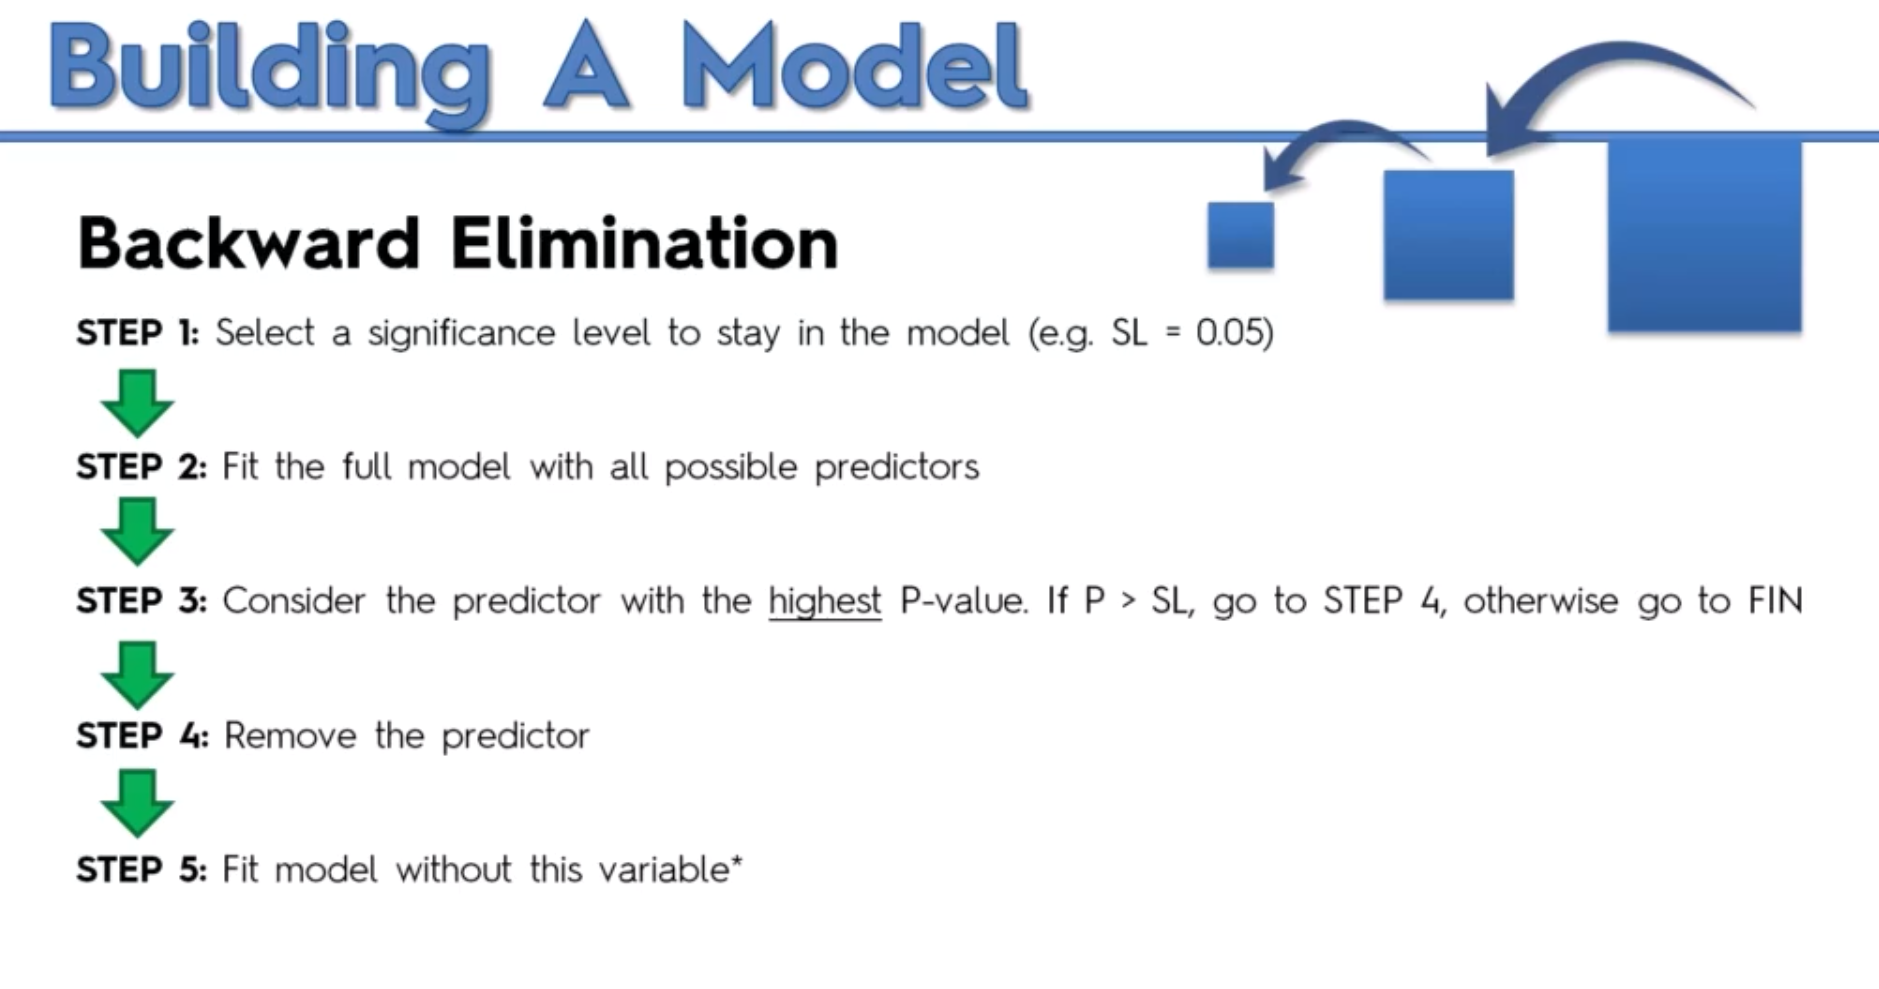 Building A Model
Backward Elimination
STEP 1: Select a significance level to stay in the model (e.g. SL = 0.05)
STEP 2: Fit the full model with all possible predictors
STEP 3: Consider the predictor with the highest P-value. If P > SL, go to STEP 4, otherwise go to FIN
STEP 4: Remove the predictor
STEP 5: Fit model without this variable*